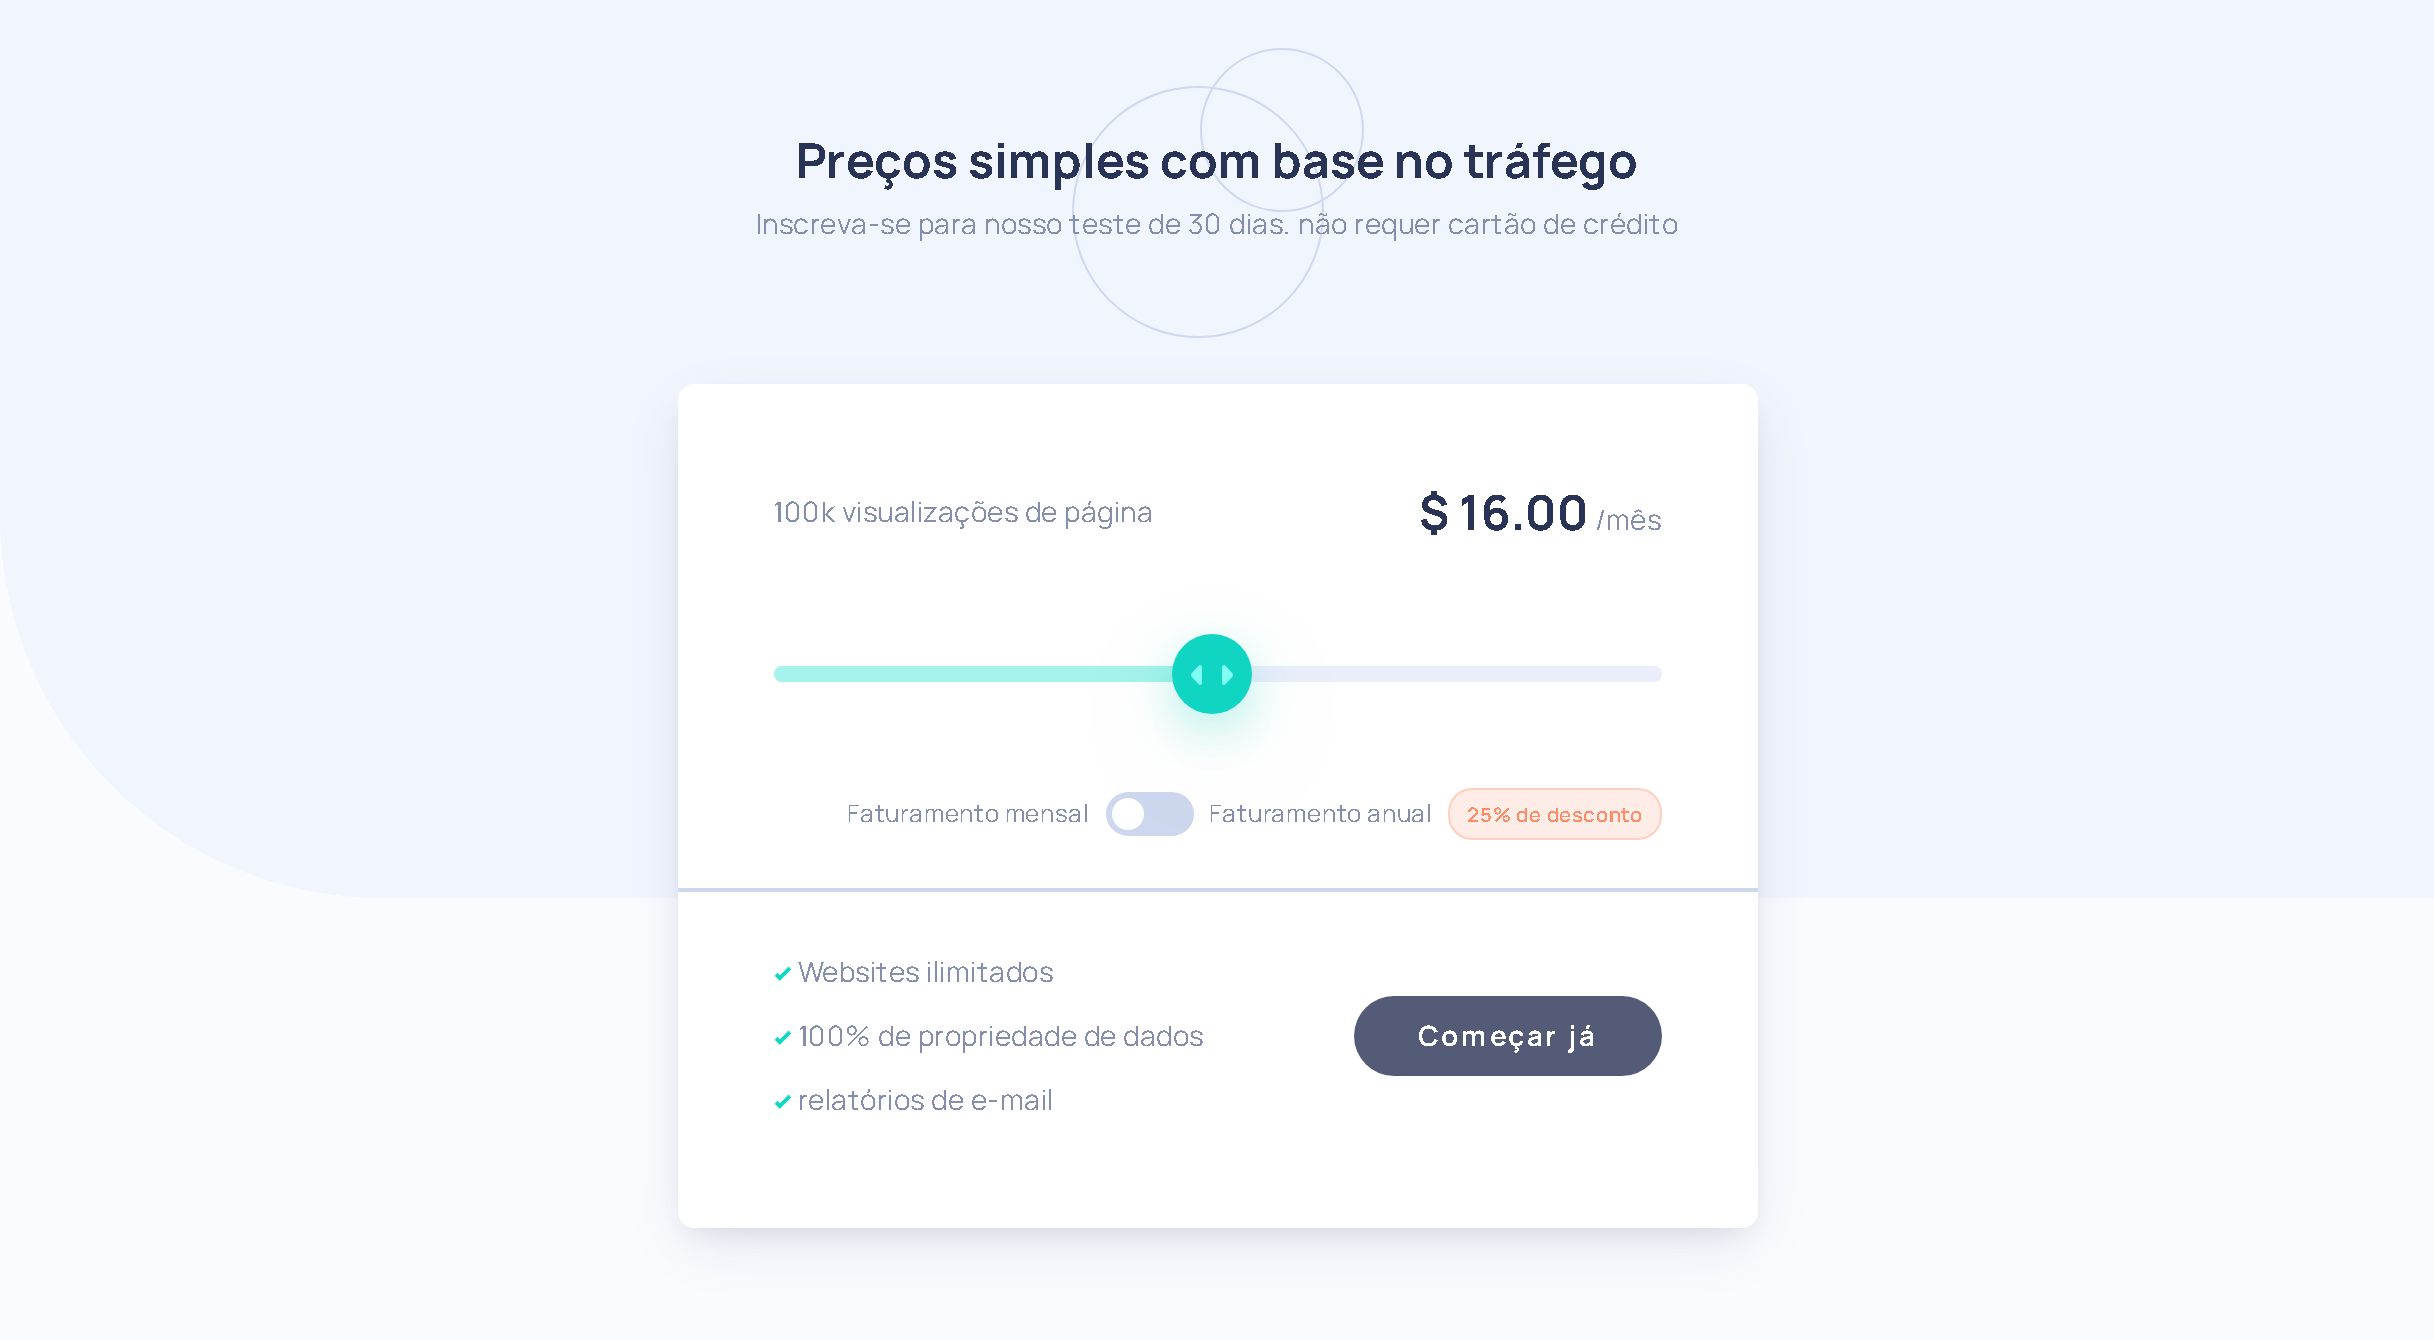 Preços simples com base no tráfego
Inscreva-se para nosso teste de 30 dias. não requer cartão de crédito
100k visualizações de página
$ 16.00 /mês
Faturamento mensal
Faturamento anual
25% de desconto
Websites ilimitados
100% de propriedade de dados
relatórios de e-mail
Começar já